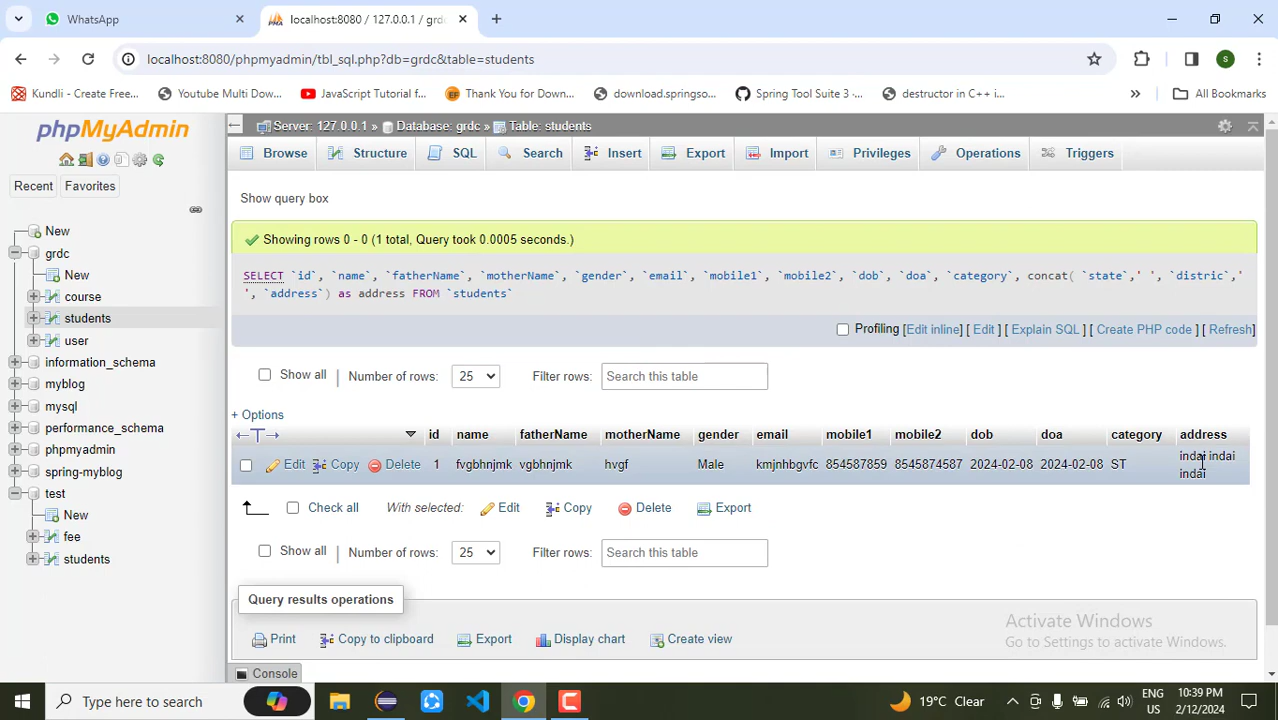 WhatsApp
localhost:8080 / 127.0.0.1 / grdc
localhost:8080/phpmyadmin/tbl_sql.php?db=grdc&table=students
S
Kundli - Create Free...
Youtube Multi Dow...
JavaScript Tutorial f...
Thank You for Down...
download.springso...
Spring Tool Suite 3 -...
destructor in C++ i...
All Bookmarks
phpMyAdmin
Recent
Favorites
New
grdc
New
course
students
user
information_schema
myblog
mysql
performance_schema
phpmyadmin
spring-myblog
test
New
fee
students
Server: 127.0.0.1 » Database: grdc » Table: students
Browse
Structure
SQL
Search
Insert
Export
Import
Privileges
Operations
Triggers
Show query box
Showing rows 0 - 0 (1 total, Query took 0.0005 seconds.)
SELECT `id`, `name`, `fatherName`, `motherName`, `gender`, `email`, `mobile1`, `mobile2`, `dob`, `doa`, `category`, concat( `state`,' ', `distric`,'
', `address`) as address FROM `students`
Profiling [Edit inline] [ Edit ] [ Explain SQL ] [ Create PHP code ] [ Refresh]
Show all
Number of rows: 25
Filter rows: Search this table
+ Options
id name fatherName motherName gender email mobile1 mobile2 dob doa category address
Edit Copy Delete 1 fvgbhnjmk vgbhnjmk hvgf Male kmjnhbgvfc 854587855 8545874587 2024-02-08 2024-02-08 ST indai indai
indai
Check all With selected: Edit Copy Delete Export
Show all
Number of rows: 25
Filter rows: Search this table
Query results operations
Print
Copy to clipboard
Export
Display chart
Create view
Activate Windows
Go to Settings to activate Windows.
Console
Type here to search
19°C Clear
ENG
US
10:39 PM
2/12/2024